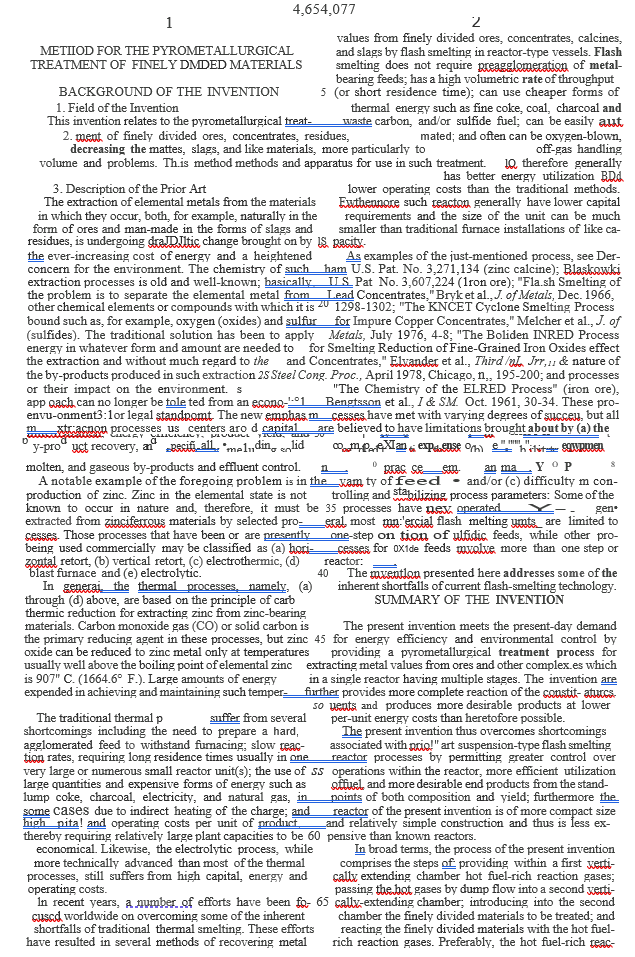 4,654,077
1
METHOD FOR THE PYROMETALLURGICAL
TREATMENT OF FINELY DMDED MATERIALS
BACKGROUND OF THE INVENTION
1. Field of the Invention
This invention relates to the pyrometallurgical treat-
2. ment of finely divided ores, concentrates, residues,
decreasing the mattes, slags, and like materials, more particularly to
volume and problems. Th.is method methods and apparatus for use in such treatment.
3. Description of the Prior Art
The extraction of elemental metals from the materials
in which they occur, both, for example, naturally in the
form of ores and man-made in the forms of slags and
residues, is undergoing draJDJltic change brought on by
the ever-increasing cost of energy and a heightened
concern for the environment. The chemistry of such
extraction processes is old and well-known; basically,
the problem is to separate the elemental metal from
other chemical elements or compounds with which it is
bound such as, for example, oxygen (oxides) and sulfur
(sulfides). The traditional solution has been to apply
energy in whatever form and amount are needed to
the extraction and without much regard to the
the by-products produced in such extraction
or their impact on the environment. s
app oach can no longer be tole ted from an econo-'·°1
envu-onment3:1or legal standpomt. The new emphas m
m xtr:acnon processes us centers aro d capital
y-pro uct recovery, an specifi all din lid
molten, and gaseous by-products and effluent control.
A notable example of the foregoing problem is in the
production of zinc. Zinc in the elemental state is not
known to occur in nature and, therefore, it must be
extracted from zinciferous materials by selected pro-
cesses. Those processes that have been or are presently
being used commercially may be classified as (a) hori-
zontal retort, (b) vertical retort, (c) electrothermic, (d)
blast furnace and (e) electrolytic.
In general, the thermal processes, namely, (a)
through (d) above, are based on the principle of carb
thermic reduction for extracting zinc from zinc-bearing
materials. Carbon monoxide gas (CO) or solid carbon is
the primary reducing agent in these processes, but zinc
oxide can be reduced to zinc metal only at temperatures
usually well above the boiling point of elemental zinc
is 907° C. (1664.6° F.). Large amounts of energy
expended in achieving and maintaining such temper-
The traditional thermal p suffer from several
shortcomings including the need to prepare a hard,
agglomerated feed to withstand furnacing; slow reac-
tion rates, requiring long residence times usually in one
very large or numerous small reactor unit(s); the use of
large quantities and expensive forms of energy such as
lump coke, charcoal, electricity, and natural gas, in
some cases due to indirect heating of the charge; and
high pita! and operating costs per unit of product,
thereby requiring relatively large plant capacities to be
economical. Likewise, the electrolytic process, while
more technically advanced than most of the thermal
processes, still suffers from high capital, energy and
operating costs.
In recent years, a number of efforts have been fo-
cuscd worldwide on overcoming some of the inherent
shortfalls of traditional thermal smelting. These efforts
have resulted in several methods of recovering metal
2
values from finely divided ores, concentrates, calcines,
and slags by flash smelting in reactor-type vessels. Flash
smelting does not require preagglomeration of metal-
bearing feeds; has a high volumetric rate of throughput
5 (or short residence time); can use cheaper forms of
thermal energy such as fine coke, coal, charcoal and
waste carbon, and/or sulfide fuel; can be easily aut
mated; and often can be oxygen-blown,
off-gas handling
10, therefore generally
has better energy utilization BDd
lower operating costs than the traditional methods.
Fwthennore such reacton generally have lower capital
requirements and the size of the unit can be much
smaller than traditional furnace installations of like ca-
IS pacity.
As examples of the just-mentioned process, see Der-
ham U.S. Pat. No. 3,271,134 (zinc calcine); Blaskowki
U.S. Pat No. 3,607,224 (1ron ore); "Fla.sh Smelting of
Lead Concentrates," Bryk et al., J. of Metals, Dec. 1966,
20 1298-1302; "The KNCET Cyclone Smelting Process
for Impure Copper Concentrates," Melcher et al., J. of
Metals, July 1976, 4-8; "The Boliden INRED Process
for Smelting Reduction of Fine-Grained Iron Oxides effect
and Concentrates," Elvander et al., Third /nL Jrr,11 & nature of
25 Steel Cong. Proc., April 1978, Chicago, n., 195-200; and processes
"The Chemistry of the ELRED Process" (iron ore),
Bengtsson et al., I & SM. Oct. 1961, 30-34. These pro-
cesses have met with varying degrees of succen, but all
are believed to have limitations brought about by (a) the
co m p eXIan exp ense equipmen
n prac ce em. an ma . Y O P s
yam ty of feed • and/or (c) difficulty m con-
trolling and stabilizing process parameters: Some of the
35 processes have nev operated gen•
eral, most mn:'ercial flash melting umts are limited to
one-step on tion of ulfidic feeds, while other pro-
cesses for 0X1de feeds mvolve more than one step or
reactor:
40 The inventlon presented here addresses some of the
inherent shortfalls of current flash-smelting technology.
SUMMARY OF THE INVENTION
The present invention meets the present-day demand
45 for energy efficiency and environmental control by
providing a pyrometallurgical treatment process for
extracting metal values from ores and other complex.es which
in a single reactor having multiple stages. The invention are
further provides more complete reaction of the constit- aturcs.
so uents and produces more desirable products at lower
per-unit energy costs than heretofore possible.
The present invention thus overcomes shortcomings
associated with prio!" art suspension-type flash smelting
reactor processes by permitting greater control over
ss operations within the reactor, more efficient utilization
offuel, and more desirable end products from the stand-
points of both composition and yield; furthermore the
reactor of the present invention is of more compact size
and relatively simple construction and thus is less ex-
60 pensive than known reactors.
In broad terms, the process of the present invention
comprises the steps of: providing within a first verti-
cally extending chamber hot fuel-rich reaction gases;
passing the hot gases by dump flow into a second verti-
65 cally-extending chamber; introducing into the second
chamber the finely divided materials to be treated; and
reacting the finely divided materials with the hot fuel-
rich reaction gases. Preferably, the hot fuel-rich reac-